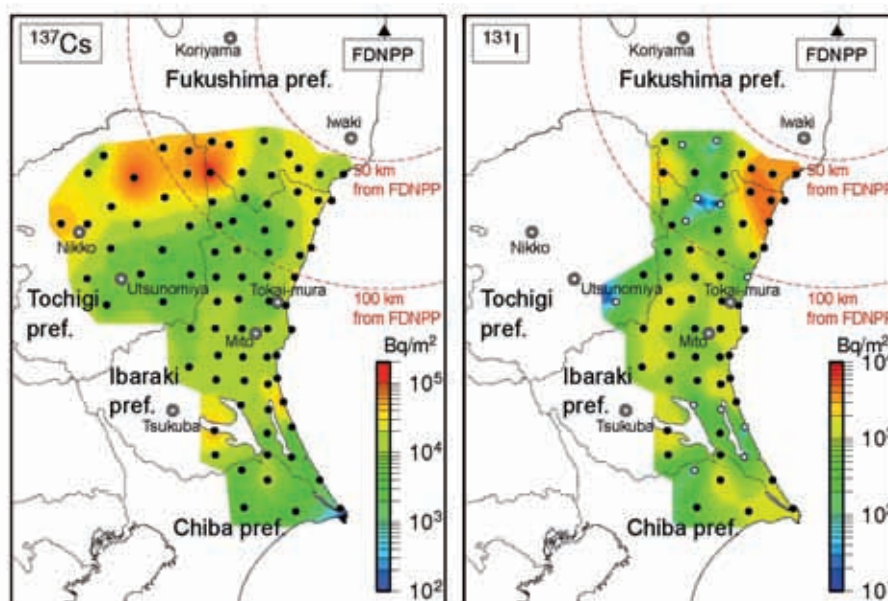 ¹³⁷Cs
Koriyama
FDNPP
Fukushima pref.
Iwaki
50 km
from FDNPP
Nikko
Utsunomiya
Tokai-mura
Tochigi
pref.
100 km
from FDNPP
Mito
Bq/m²
Ibaraki
pref.
Tsukuba
10⁵
10⁴
10³
10²
Chiba pref.
¹³¹I
Koriyama
FDNPP
Fukushima pref.
Iwaki
50 km
from FDNPP
Nikko
Utsunomiya
Tokai-mura
Tochigi
pref.
100 km
from FDNPP
Mito
Bq/m²
Ibaraki
pref.
Tsukuba
Chiba pref.